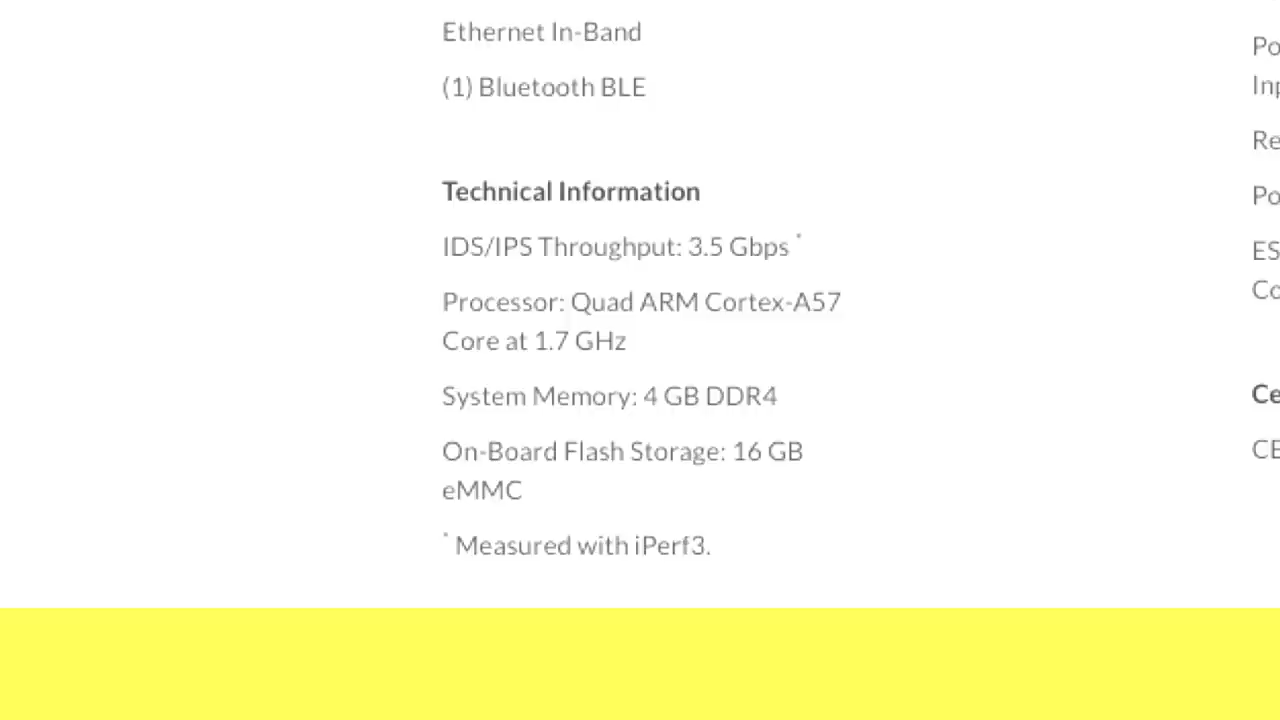 Ethernet In-Band
(1) Bluetooth BLE
Technical Information
IDS/IPS Throughput: 3.5 Gbps *
Processor: Quad ARM Cortex-A57
Core at 1.7 GHz
System Memory: 4 GB DDR4
On-Board Flash Storage: 16 GB
eMMC
* Measured with iPerf3.